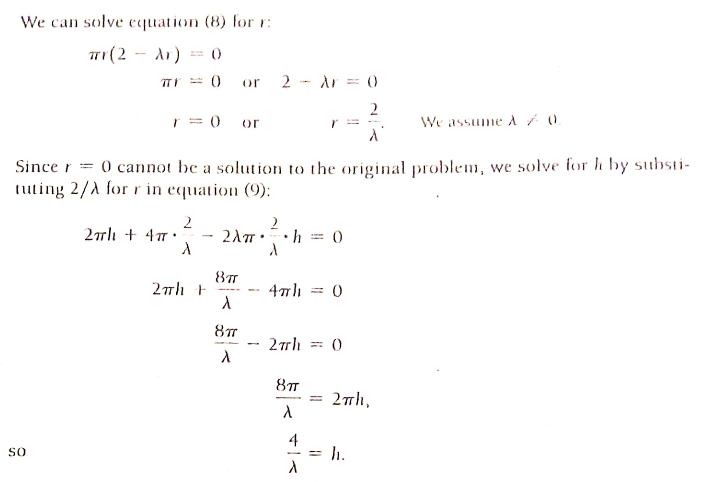 We can solve equation (8) for r:
πr(2 − λr) = 0
πr = 0 or 2 − λr = 0
r = 0 or r = 2/λ. We assume λ ≠ 0.
Since r = 0 cannot be a solution to the original problem, we solve for h by substi-
tuting 2/λ for r in equation (9):
2πh + 4π · 2/λ − 2λπ · 2/λ · h = 0
2πh + 8π/λ − 4πh = 0
8π/λ − 2πh = 0
8π/λ = 2πh,
so 4/λ = h.